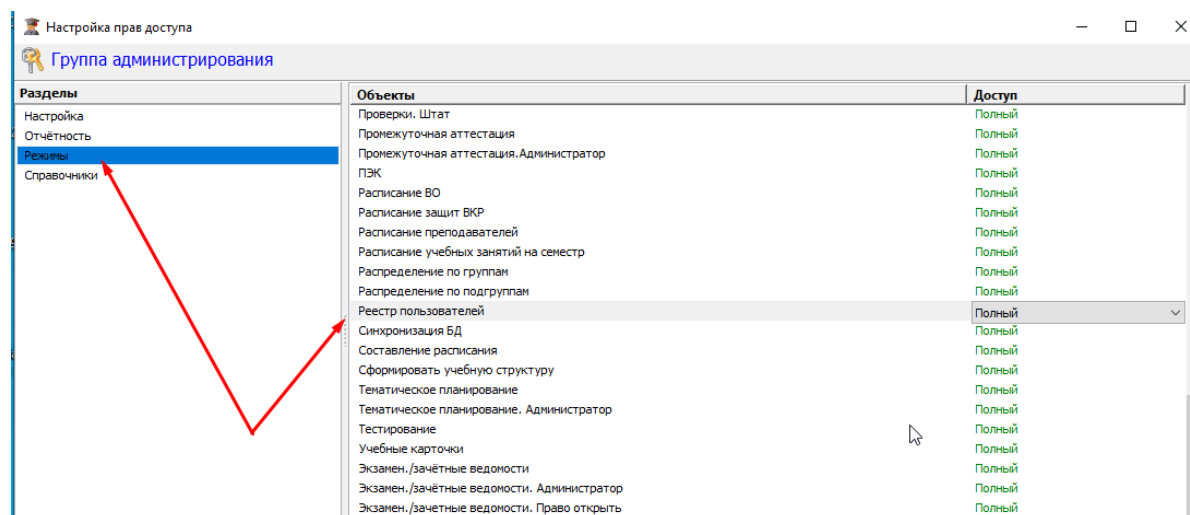 Настройка прав доступа
Группа администрирования
Разделы
Настройка
Отчётность
Режимы
Справочники
Объекты Доступ
Проверки. Штат Полный
Промежуточная аттестация Полный
Промежуточная аттестация.Администратор Полный
ПЭК Полный
Расписание ВО Полный
Расписание защит ВКР Полный
Расписание преподавателей Полный
Расписание учебных занятий на семестр Полный
Распределение по группам Полный
Распределение по подгруппам Полный
Реестр пользователей Полный
Синхронизация БД Полный
Составление расписания Полный
Сформировать учебную структуру Полный
Тематическое планирование Полный
Тематическое планирование. Администратор Полный
Тестирование Полный
Учебные карточки Полный
Экзамен./зачётные ведомости Полный
Экзамен./зачётные ведомости. Администратор Полный
Экзамен./зачетные ведомости. Право открыть Полный